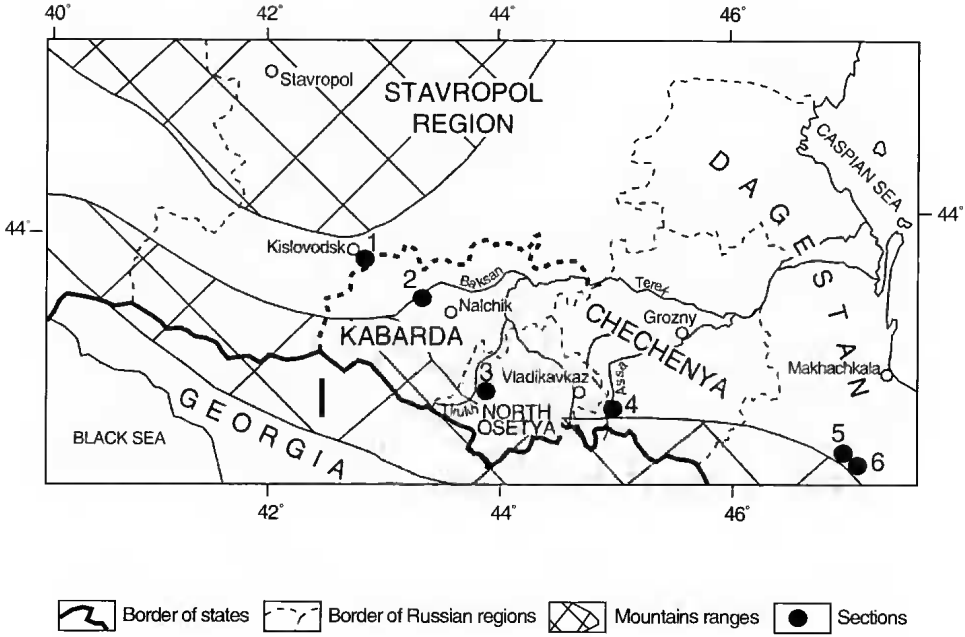 40° 42 44 46
Stavropol
STAVROPOL
REGION
CASPIAN SEA
DAGESTAN
44° 44°
Kislovodsk 1
2 Baksan Terek
Nalchik
KABARDA
CHECHENYA
Grozny
Makhachkala
3
Vladikavkaz
Assa
4
NORTH
OSETYA
I
GEORGIA
BLACK SEA
5
6
42° 44° 46°
Border of states Border of Russian regions Mountains ranges Sections